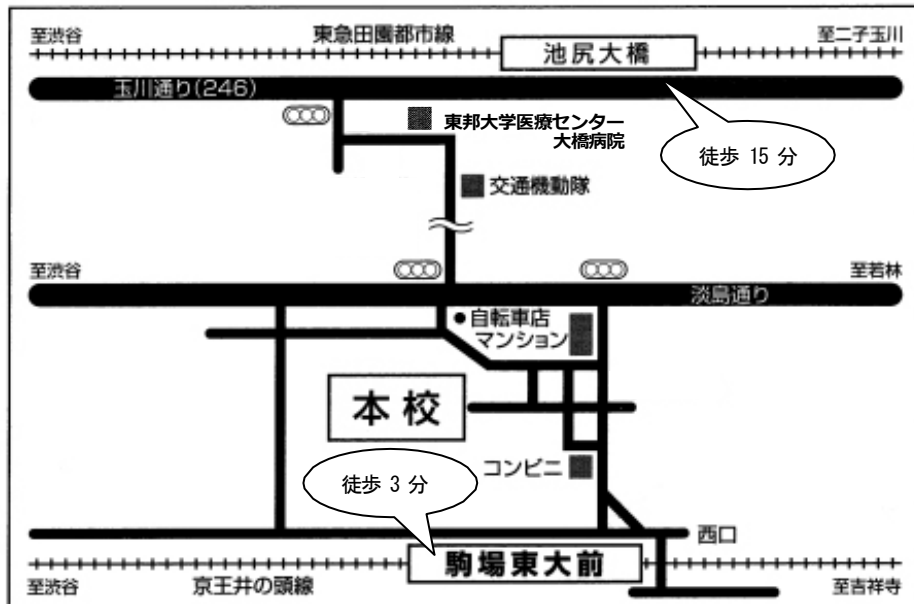 至渋谷
東急田園都市線
至二子玉川
池尻大橋
玉川通り(246)
東邦大学医療センター
大橋病院
徒歩 15 分
交通機動隊
至渋谷
至若林
淡島通り
自転車店
マンション
本校
コンビニ
徒歩 3 分
西口
駒場東大前
至渋谷
京王井の頭線
至吉祥寺